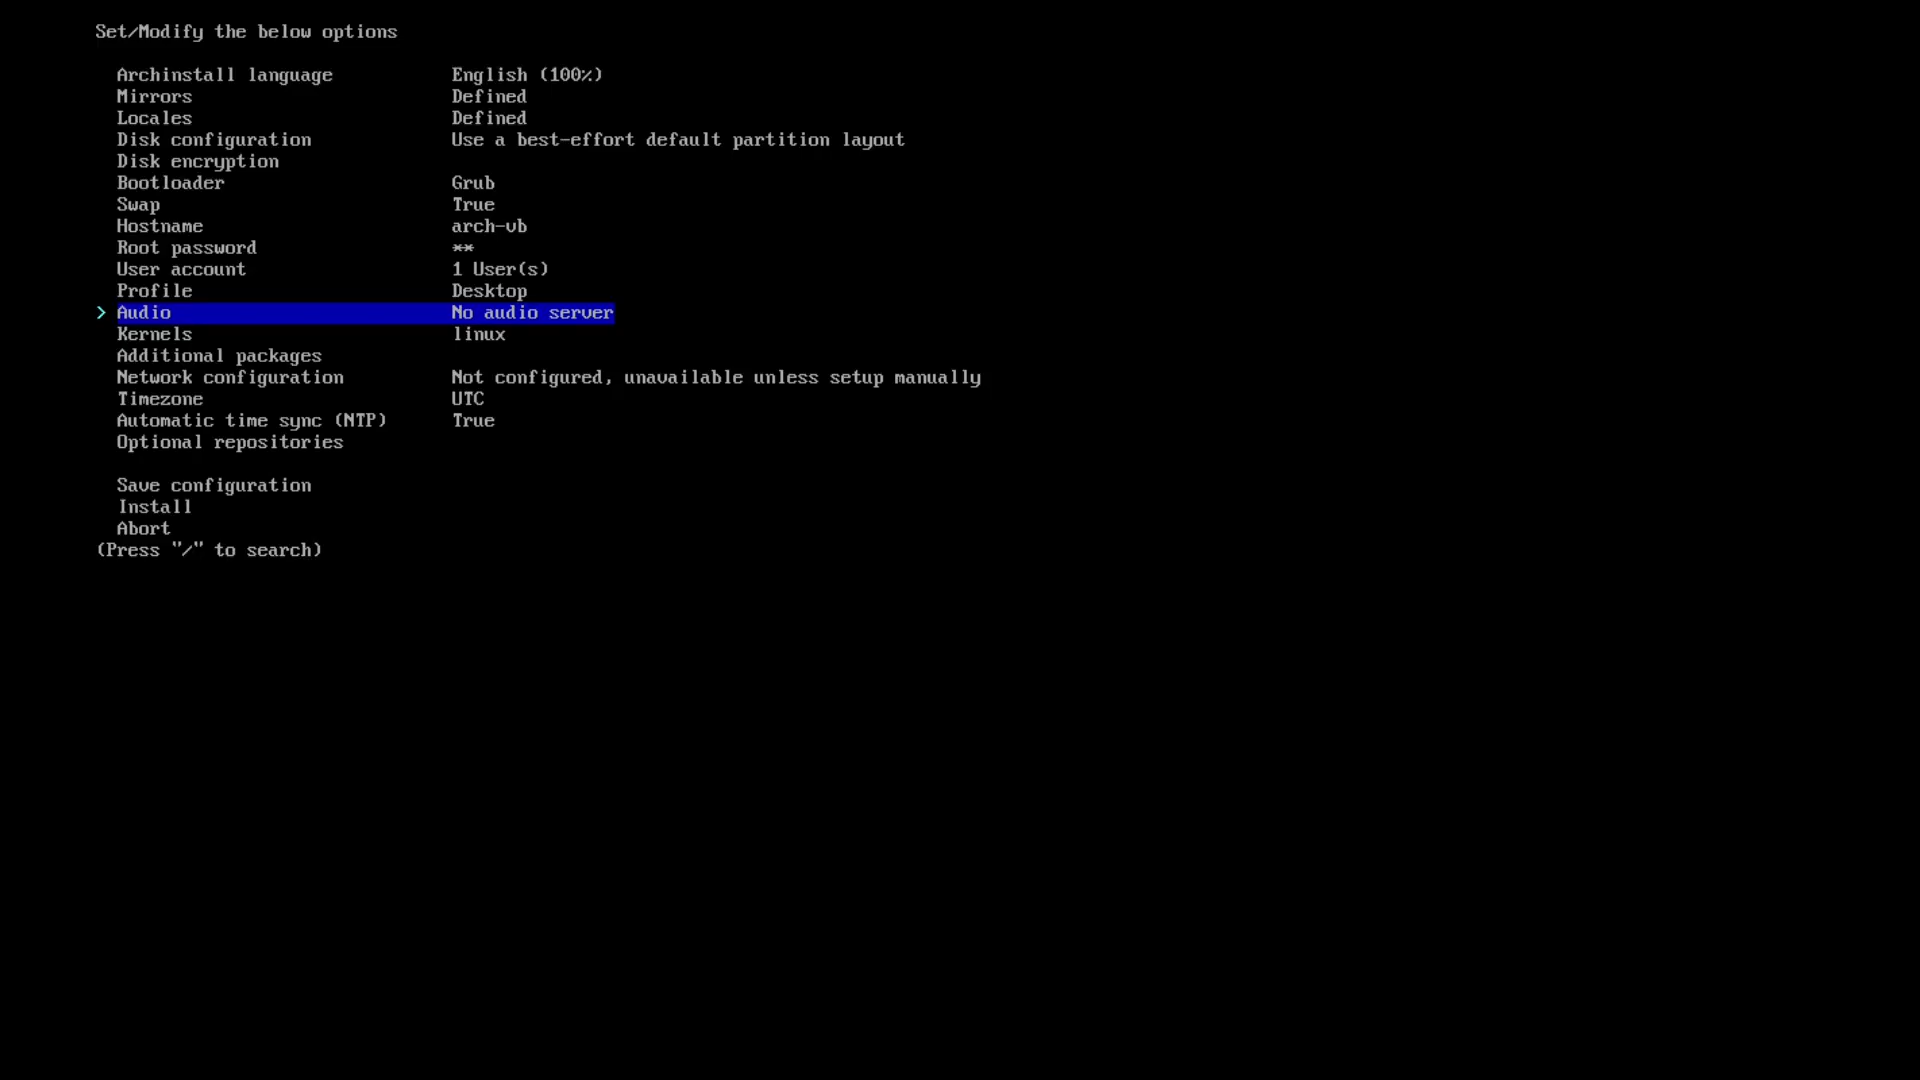 Set/Modify the below options
Archinstall language English (100%)
Mirrors Defined
Locales Defined
Disk configuration Use a best-effort default partition layout
Disk encryption
Bootloader Grub
Swap True
Hostname arch-vb
Root password **
User account 1 User(s)
Profile Desktop
> Audio No audio server
Kernels linux
Additional packages
Network configuration Not configured, unavailable unless setup manually
Timezone UTC
Automatic time sync (NTP) True
Optional repositories
Save configuration
Install
Abort
(Press "/" to search)